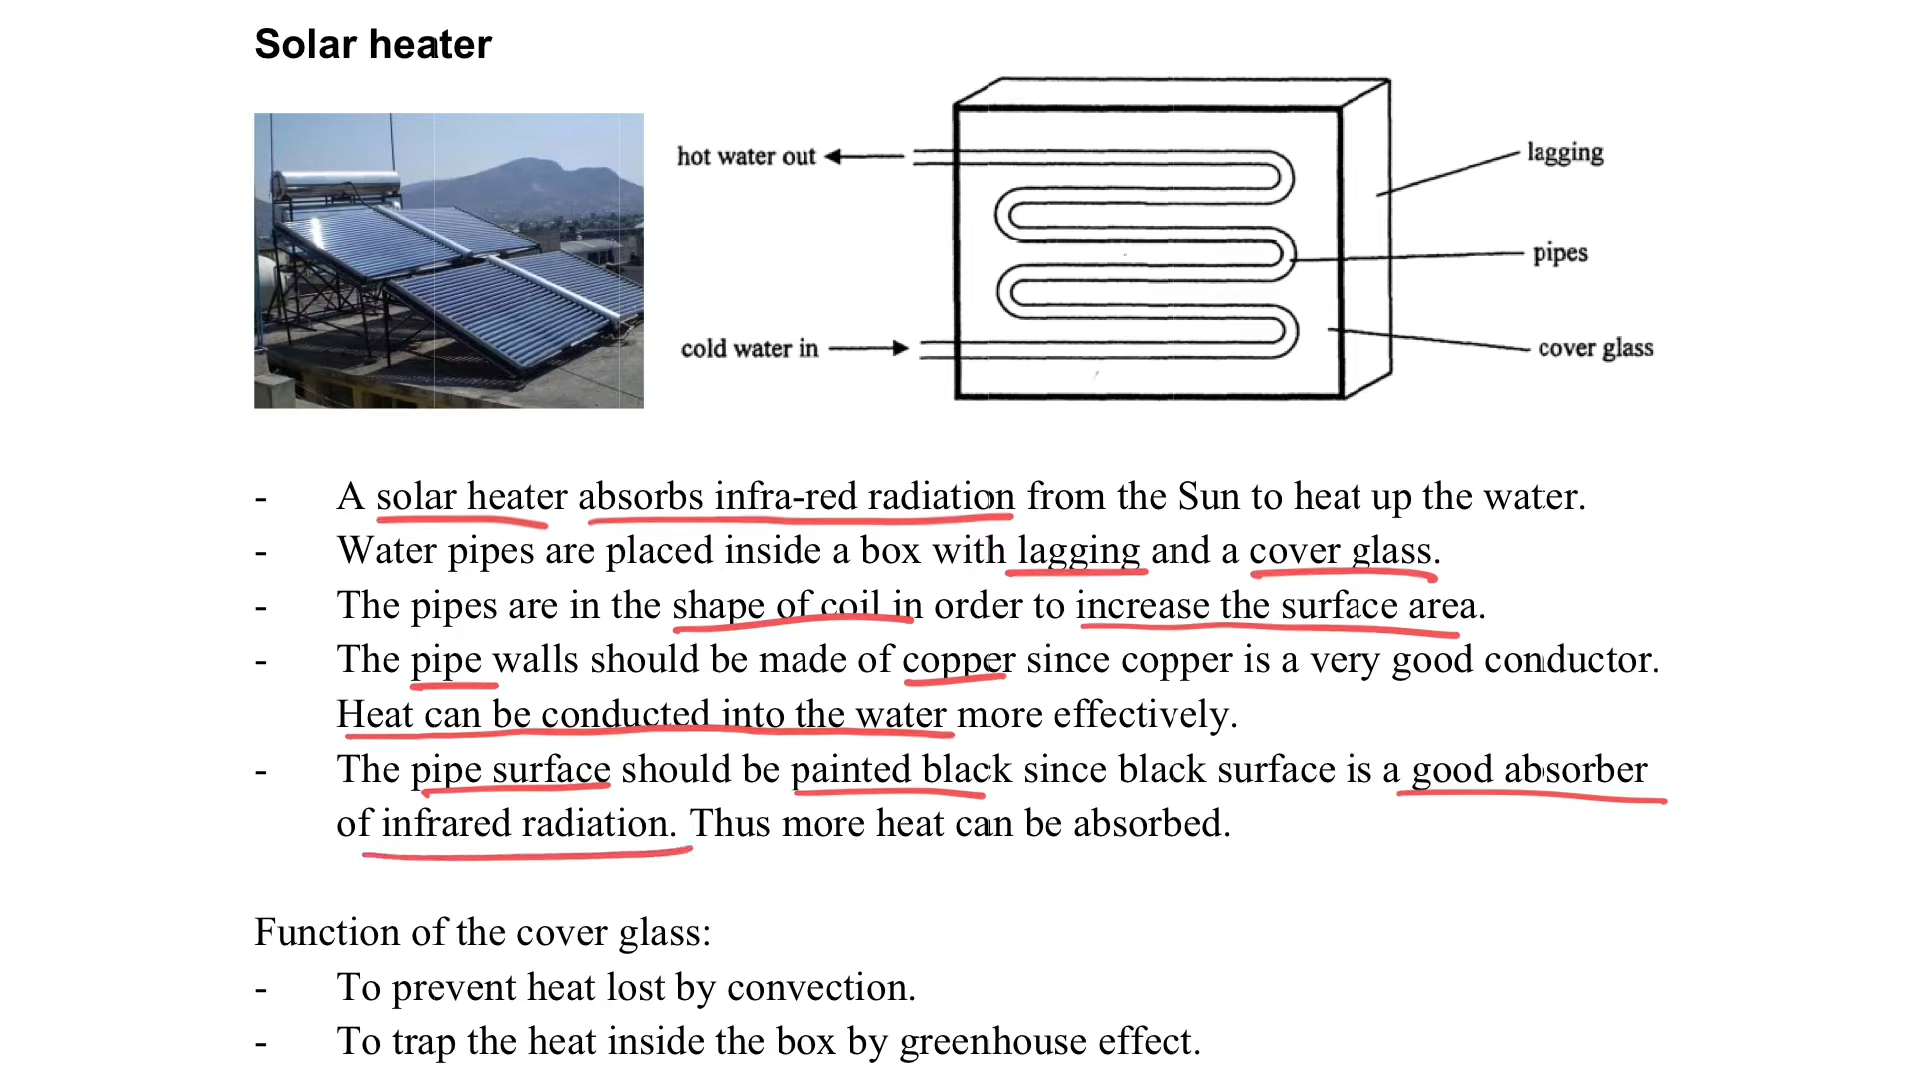 Solar heater
hot water out
lagging
pipes
cold water in
cover glass
- A solar heater absorbs infra-red radiation from the Sun to heat up the water.
- Water pipes are placed inside a box with lagging and a cover glass.
- The pipes are in the shape of coil in order to increase the surface area.
- The pipe walls should be made of copper since copper is a very good conductor.
Heat can be conducted into the water more effectively.
- The pipe surface should be painted black since black surface is a good absorber
of infrared radiation. Thus more heat can be absorbed.
Function of the cover glass:
- To prevent heat lost by convection.
- To trap the heat inside the box by greenhouse effect.